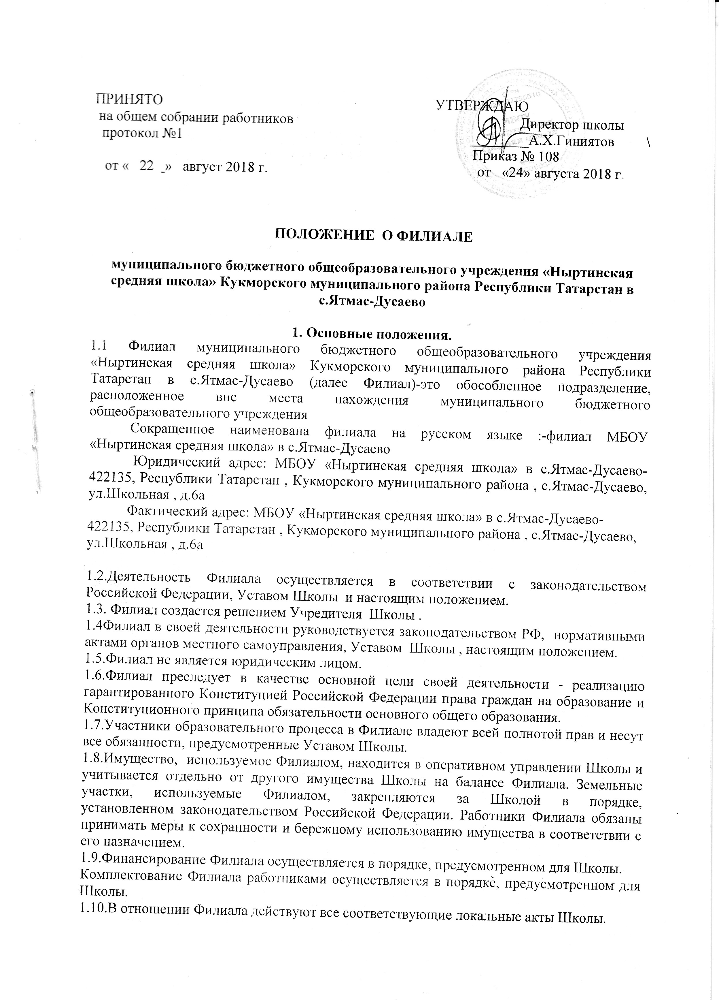 ПРИНЯТО
на общем собрании работников
протокол №1
от « 22 _» август 2018 г.
УТВЕРЖДАЮ
Директор школы
________А.Х.Гиниятов \
Приказ № 108
от «24» августа 2018 г.
ПОЛОЖЕНИЕ О ФИЛИАЛЕ
муниципального бюджетного общеобразовательного учреждения «Ныртинская
средняя школа» Кукморского муниципального района Республики Татарстан в
с.Ятмас-Дусаево
1. Основные положения.
1.1 Филиал муниципального бюджетного общеобразовательного учреждения
«Ныртинская средняя школа» Кукморского муниципального района Республики
Татарстан в с.Ятмас-Дусаево (далее Филиал)-это обособленное подразделение,
расположенное вне места нахождения муниципального бюджетного
общеобразовательного учреждения
Сокращенное наименована филиала на русском языке :-филиал МБОУ
«Ныртинская средняя школа» в с.Ятмас-Дусаево
Юридический адрес: МБОУ «Ныртинская средняя школа» в с.Ятмас-Дусаево-
422135, Республики Татарстан , Кукморского муниципального района , с.Ятмас-Дусаево,
ул.Школьная , д.6а
Фактический адрес: МБОУ «Ныртинская средняя школа» в с.Ятмас-Дусаево-
422135, Республики Татарстан , Кукморского муниципального района , с.Ятмас-Дусаево,
ул.Школьная , д.6а
1.2.Деятельность Филиала осуществляется в соответствии с законодательством
Российской Федерации, Уставом Школы и настоящим положением.
1.3. Филиал создается решением Учредителя Школы .
1.4Филиал в своей деятельности руководствуется законодательством РФ, нормативными
актами органов местного самоуправления, Уставом Школы , настоящим положением.
1.5.Филиал не является юридическим лицом.
1.6.Филиал преследует в качестве основной цели своей деятельности - реализацию
гарантированного Конституцией Российской Федерации права граждан на образование и
Конституционного принципа обязательности основного общего образования.
1.7.Участники образовательного процесса в Филиале владеют всей полнотой прав и несут
все обязанности, предусмотренные Уставом Школы.
1.8.Имущество, используемое Филиалом, находится в оперативном управлении Школы и
учитывается отдельно от другого имущества Школы на балансе Филиала. Земельные
участки, используемые Филиалом, закрепляются за Школой в порядке,
установленном законодательством Российской Федерации. Работники Филиала обязаны
принимать меры к сохранности и бережному использованию имущества в соответствии с
его назначением.
1.9.Финансирование Филиала осуществляется в порядке, предусмотренном для Школы.
Комплектование Филиала работниками осуществляется в порядке, предусмотренном для
Школы.
1.10.В отношении Филиала действуют все соответствующие локальные акты Школы.